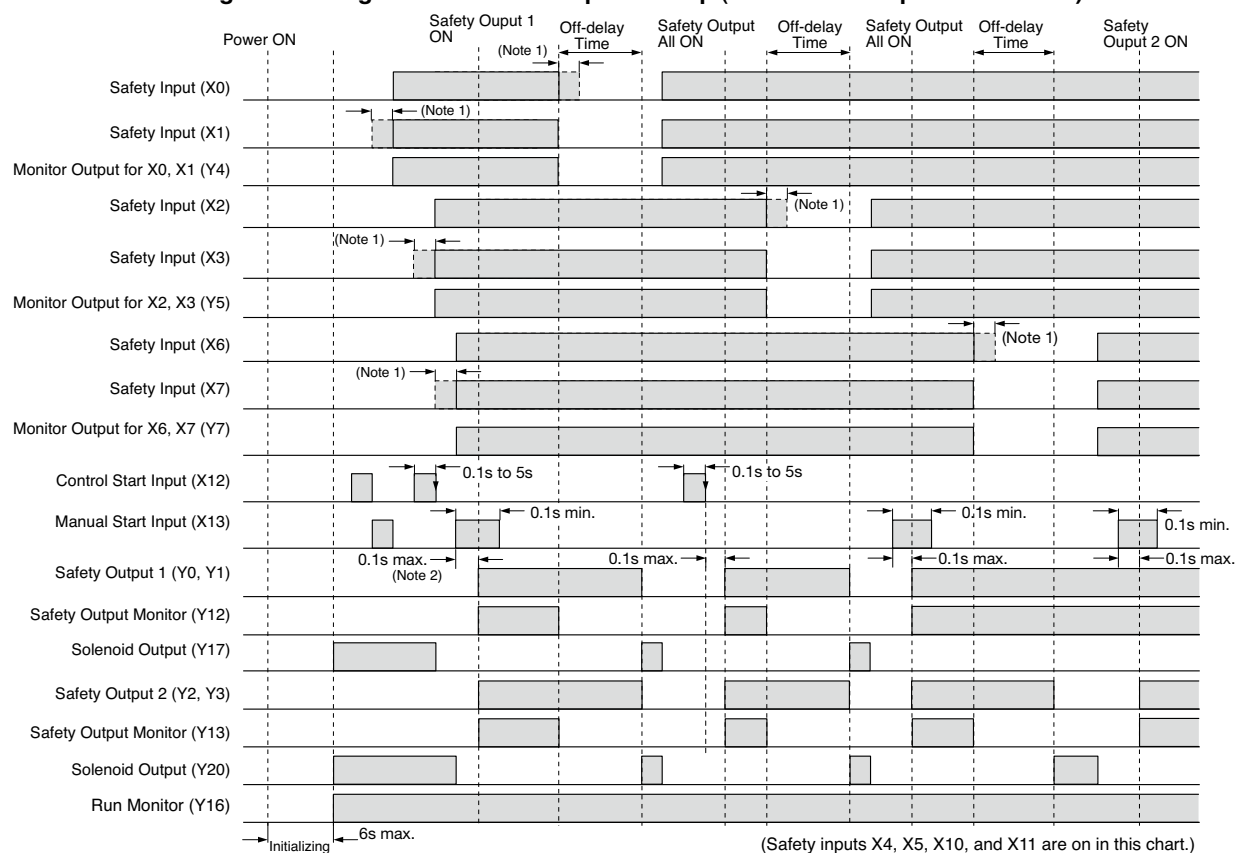 Power ON
Safety Ouput 1
ON
Off-delay
Time
Safety Output
All ON
Off-delay
Time
Safety Output
All ON
Off-delay
Time
Safety
Ouput 2 ON
(Note 1)
Safety Input (X0)
(Note 1)
Safety Input (X1)
Monitor Output for X0, X1 (Y4)
Safety Input (X2)
(Note 1)
(Note 1)
Safety Input (X3)
Monitor Output for X2, X3 (Y5)
Safety Input (X6)
(Note 1)
(Note 1)
Safety Input (X7)
Monitor Output for X6, X7 (Y7)
Control Start Input (X12)
0.1s to 5s
0.1s to 5s
Manual Start Input (X13)
0.1s min.
0.1s min.
0.1s min.
0.1s max.
(Note 2)
0.1s max.
0.1s max.
0.1s max.
Safety Output 1 (Y0, Y1)
Safety Output Monitor (Y12)
Solenoid Output (Y17)
Safety Output 2 (Y2, Y3)
Safety Output Monitor (Y13)
Solenoid Output (Y20)
Run Monitor (Y16)
Initializing
6s max.
(Safety inputs X4, X5, X10, and X11 are on in this chart.)